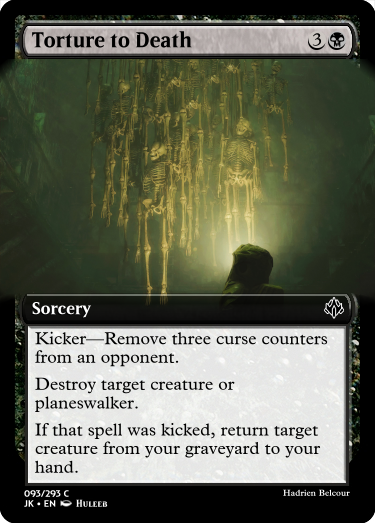 Torture to Death 3
Sorcery
Kicker—Remove three curse counters
from an opponent.
Destroy target creature or
planeswalker.
If that spell was kicked, return target
creature from your graveyard to your
hand.
093/293 C
JK • EN Huleeb
Hadrien Belcour